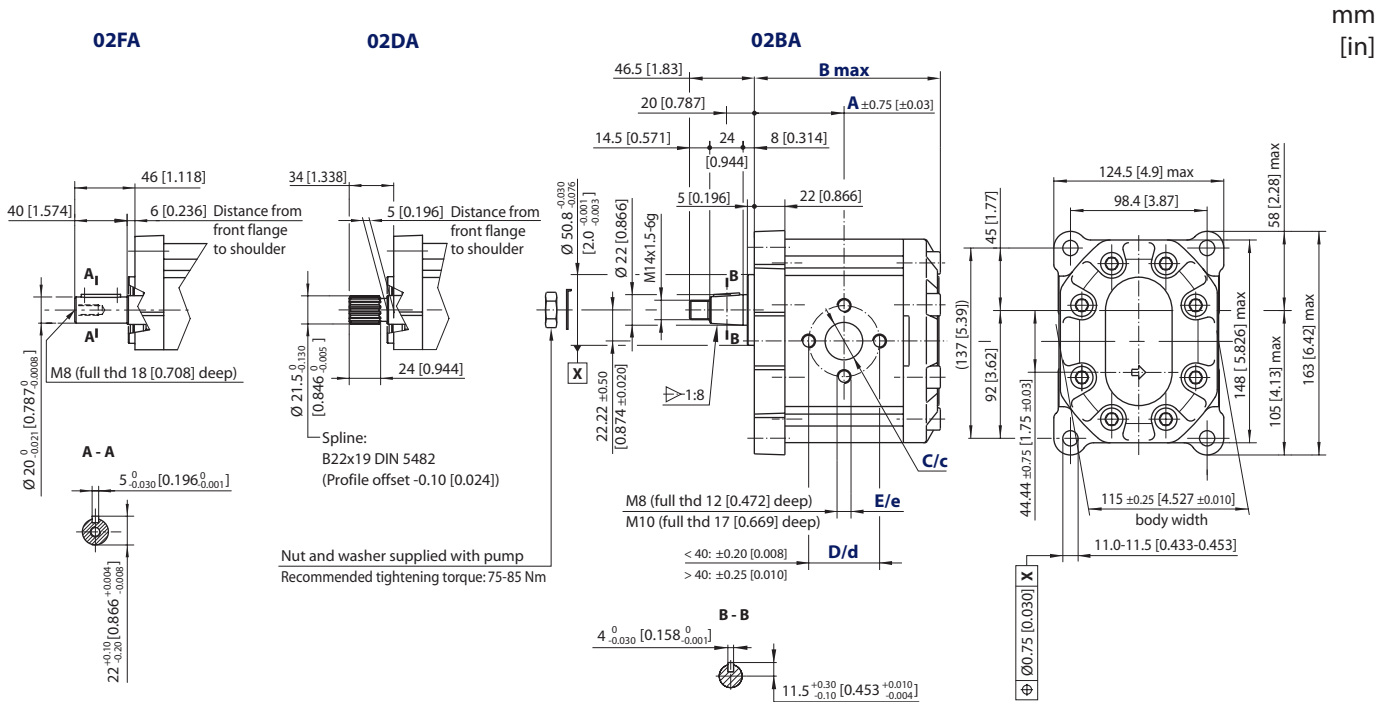 mm
[in]
02FA
02DA
02BA
46 [1.118]
40 [1.574]
6 [0.236] Distance from
front flange
to shoulder
A
A
M8 (full thd 18 [0.708] deep)
Ø 20 0 -0.021 [0.787 0 -0.0008]
A - A
5 0 -0.030 [0.196 0 -0.001]
22 +0.10 -0.20 [0.866 +0.004 -0.008]
34 [1.338]
5 [0.196] Distance from
front flange
to shoulder
24 [0.944]
Ø 21.5 0 -0.130
[0.846 0 -0.005]
Spline:
B22x19 DIN 5482
(Profile offset -0.10 [0.024])
Nut and washer supplied with pump
Recommended tightening torque: 75-85 Nm
46.5 [1.83]
B max
20 [0.787]
A ±0.75 [±0.03]
14.5 [0.571]
24
[0.944]
8 [0.314]
5 [0.196]
22 [0.866]
Ø 50.8 -0.030 -0.076
[2.0 -0.001 -0.003]
Ø 22 [0.866]
M14x1.5-6g
B
B
X
1:8
22.22 ±0.50
[0.874 ±0.020]
C/c
M8 (full thd 12 [0.472] deep)
M10 (full thd 17 [0.669] deep)
E/e
< 40: ±0.20 [0.008]
> 40: ±0.25 [0.010]
D/d
B - B
4 0 -0.030 [0.158 0 -0.001]
11.5 +0.30 -0.10 [0.453 +0.010 -0.004]
124.5 [4.9] max
98.4 [3.87]
58 [2.28] max
45 [1.77]
(137 [5.39])
92 [3.62]
44.44 ±0.75 [1.75 ±0.03]
148 [ 5.826] max
105 [4.13] max
163 [6.42] max
115 ±0.25 [4.527 ±0.010]
body width
11.0-11.5 [0.433-0.453]
⌖ Ø0.75 [0.030] X